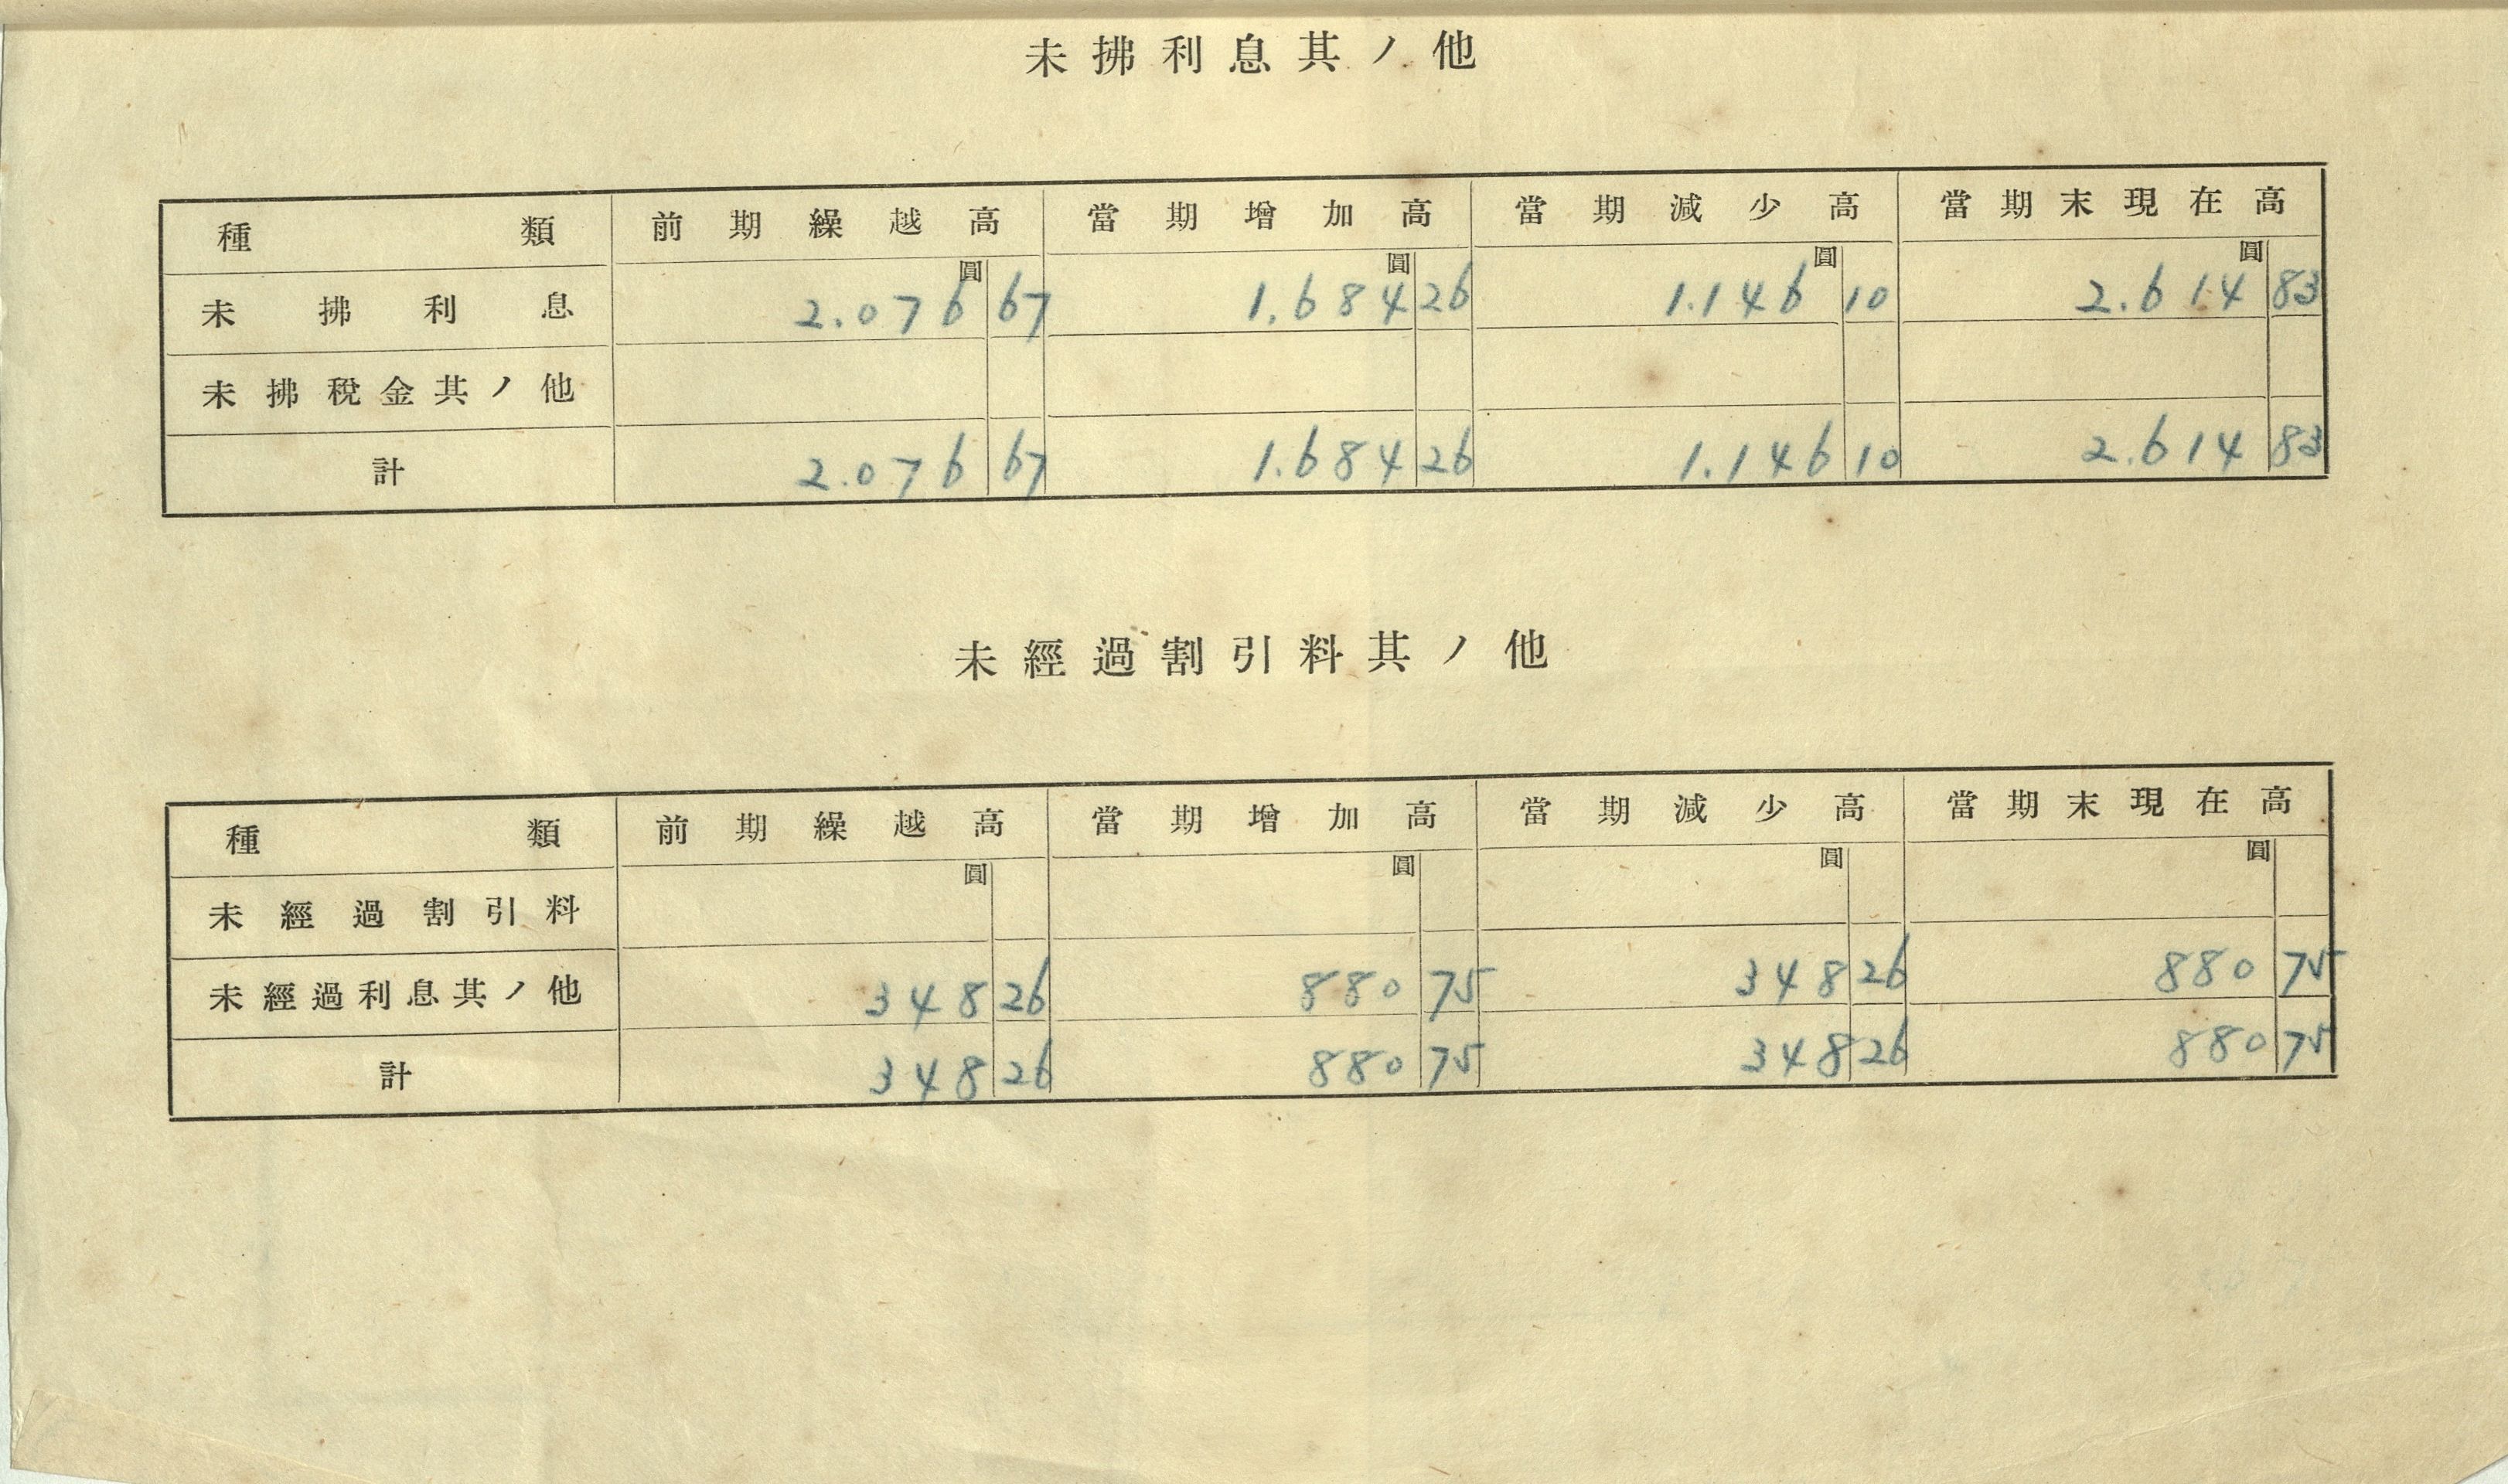 未拂利息其ノ他
種類 前期繰越高 當期增加高 當期減少高 當期末現在高
圓 圓 圓 圓
未拂利息 2.076 67 1.684 26 1.146 10 2.614 83
未拂稅金其ノ他
計 2.076 67 1.684 26 1.146 10 2.614 83
未經過割引料其ノ他
種類 前期繰越高 當期增加高 當期減少高 當期末現在高
圓 圓 圓 圓
未經過割引料
未經過利息其ノ他 348 26 880 75 348 26 880 75
計 348 26 880 75 348 26 880 75